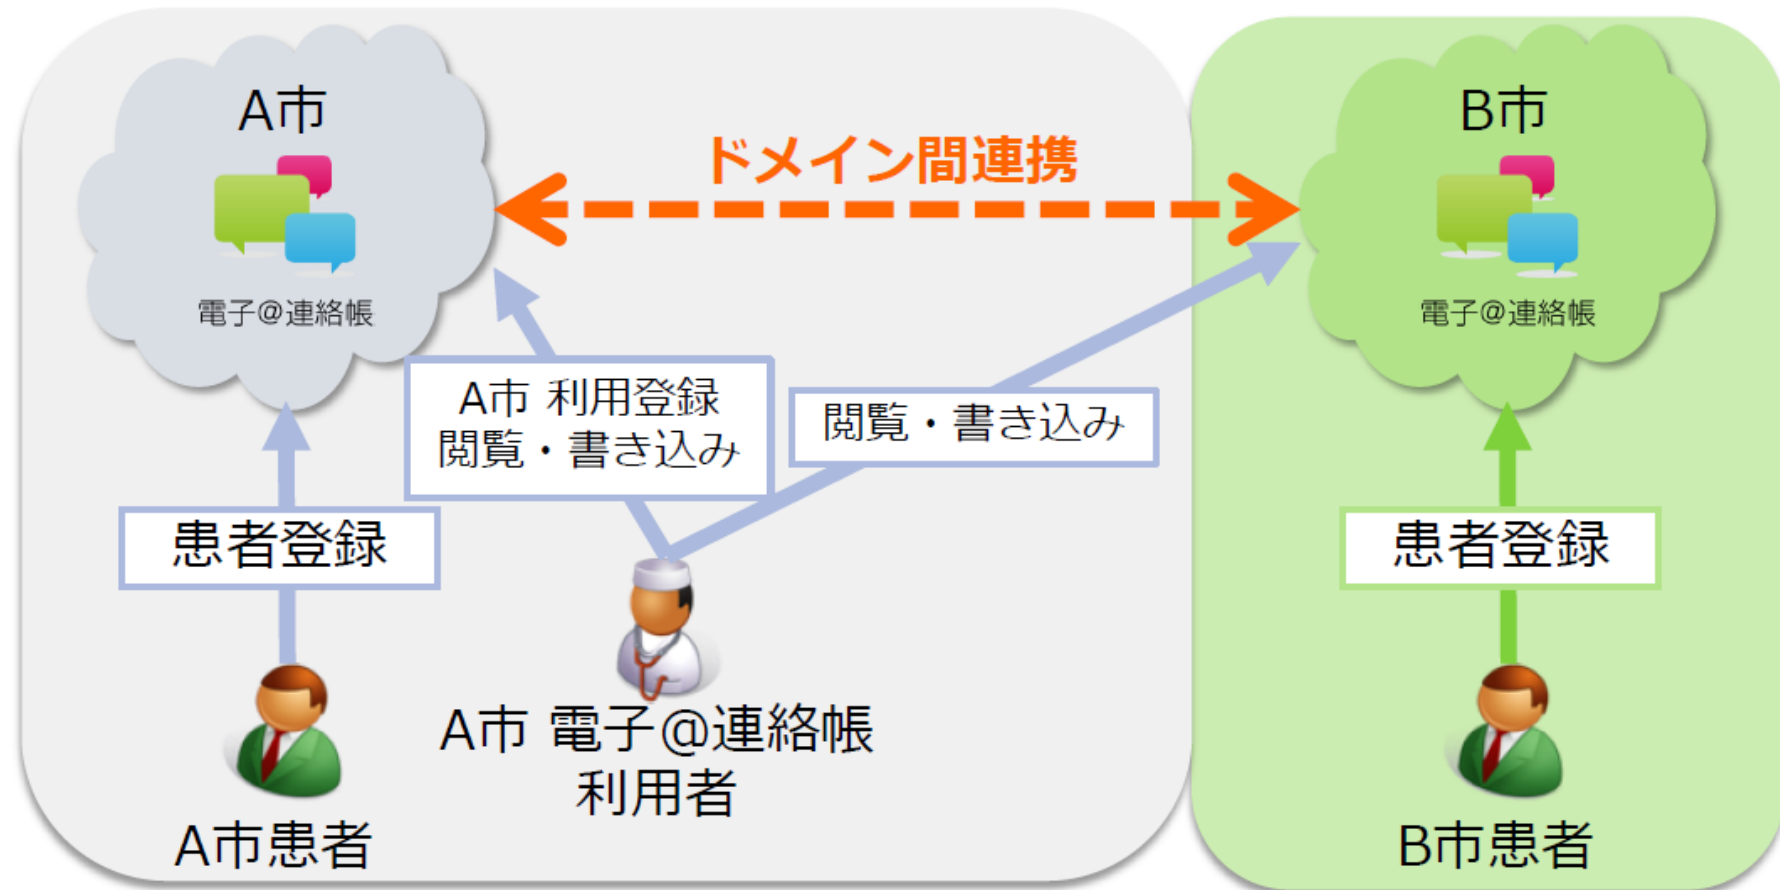 A市
電子@連絡帳
ドメイン間連携
B市
電子@連絡帳
A市 利用登録
閲覧・書き込み
閲覧・書き込み
患者登録
患者登録
A市 電子@連絡帳
利用者
A市患者
B市患者